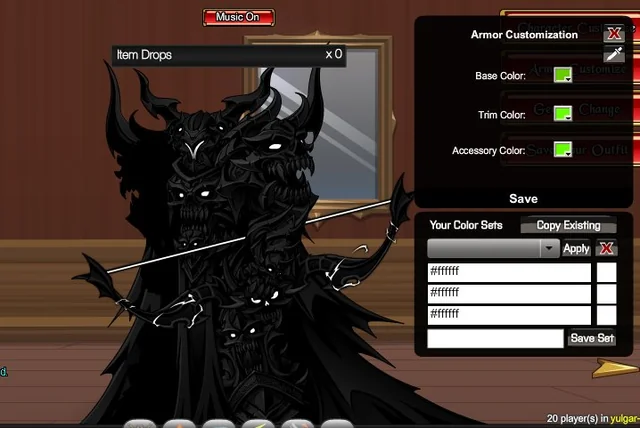 Music On
Item Drops x 0
Armor Customization
Base Color:
Trim Color:
Accessory Color:
Save
Your Color Sets Copy Existing
Apply
#ffffff
#ffffff
#ffffff
Save Set
d.
20 player(s) in yulgar-